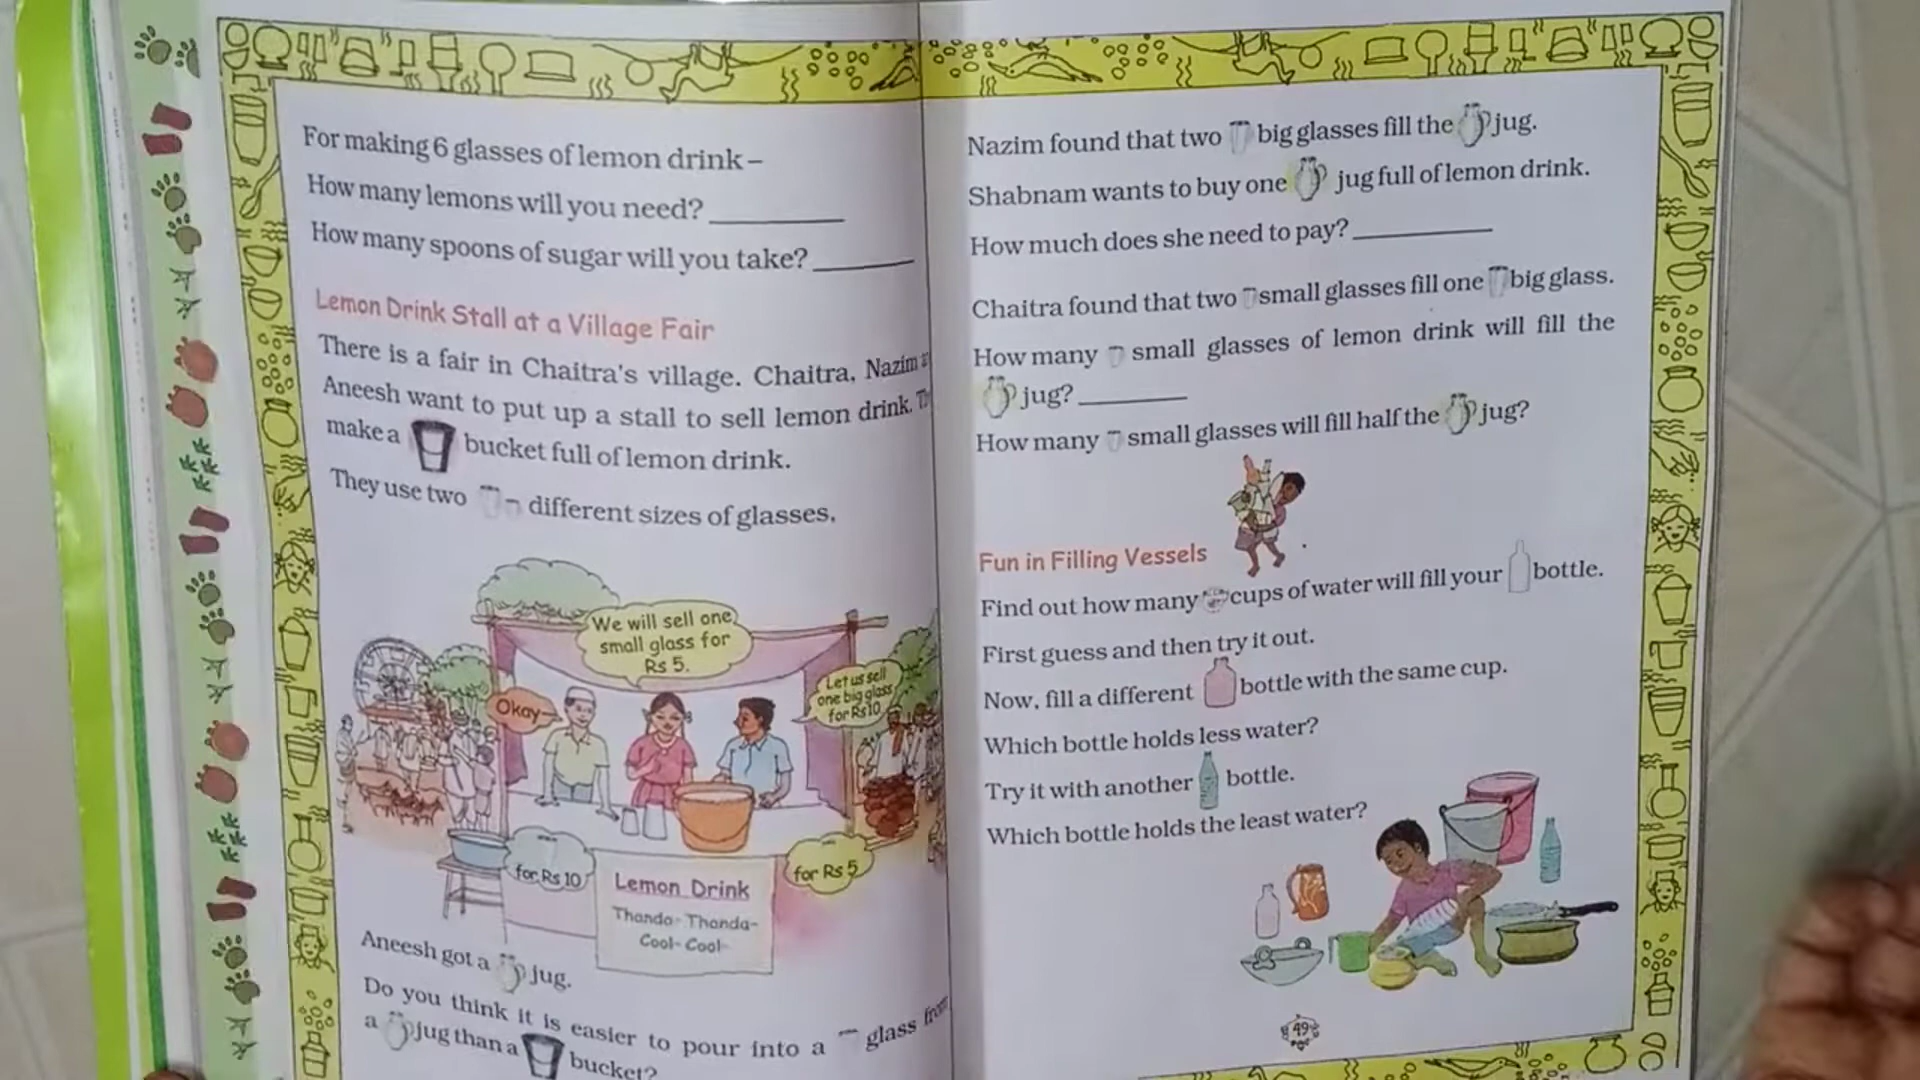 For making 6 glasses of lemon drink –
How many lemons will you need?
How many spoons of sugar will you take?
Lemon Drink Stall at a Village Fair
There is a fair in Chaitra's village. Chaitra, Nazim
Aneesh want to put up a stall to sell lemon drink.
make a bucket full of lemon drink.
They use two different sizes of glasses,
We will sell one
small glass for
Rs 5.
Okay
Let us sell
one big glass
for Rs 10
for Rs 10
for Rs 5
Lemon Drink
Thanda- Thanda-
Cool- Cool-
Aneesh got a jug.
Do you think it is easier to pour into a glass from
a jug than a bucket?
Nazim found that two big glasses fill the jug.
Shabnam wants to buy one jug full of lemon drink.
How much does she need to pay?
Chaitra found that two small glasses fill one big glass.
How many small glasses of lemon drink will fill the
jug?
How many small glasses will fill half the jug?
Fun in Filling Vessels
Find out how many cups of water will fill your bottle.
First guess and then try it out.
Now, fill a different bottle with the same cup.
Which bottle holds less water?
Try it with another bottle.
Which bottle holds the least water?
49